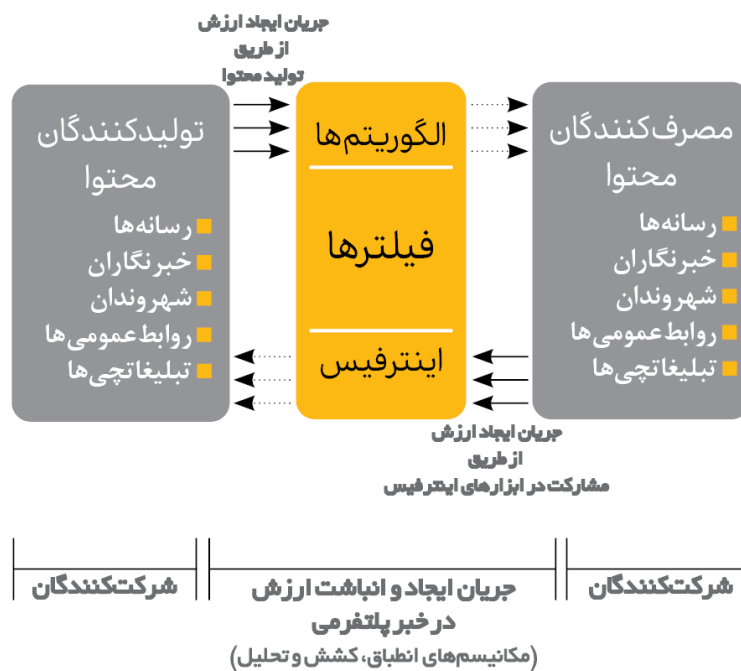 جریان ایجاد ارزش
از طریق
تولید محتوا
مصرف‌کنندگان
محتوا
رسانه‌ها
خبرنگاران
شهروندان
روابط‌عمومی‌ها
تبلیغاتچی‌ها
الگوریتم‌ها
فیلترها
اینترفیس
تولیدکنندگان
محتوا
رسانه‌ها
خبرنگاران
شهروندان
روابط‌عمومی‌ها
تبلیغاتچی‌ها
جریان ایجاد ارزش
از طریق
مشارکت در ابزارهای اینترفیس
شرکت‌کنندگان
جریان ایجاد و انباشت ارزش
در خبر پلتفرمی
(مکانیسم‌های انطباق، کشش و تحلیل)
شرکت‌کنندگان